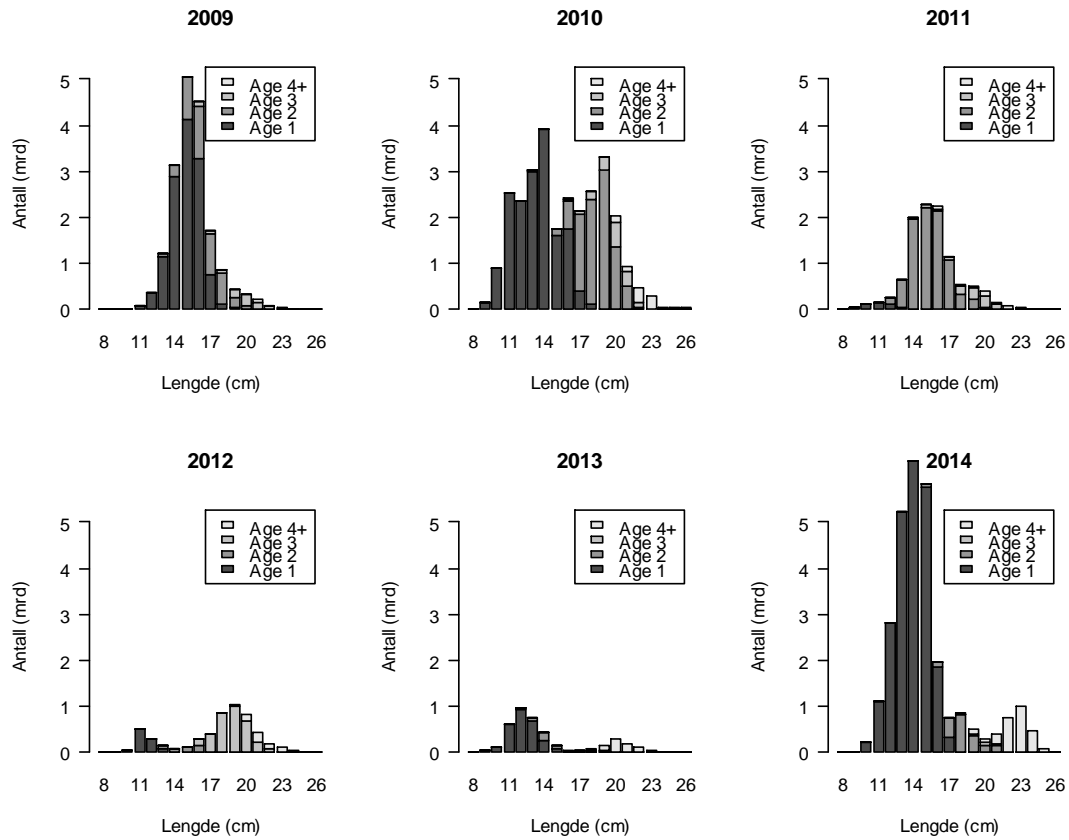 2009
5
4
3
2
1
0
Antall (mrd)
Age 4+
Age 3
Age 2
Age 1
8 11 14 17 20 23 26
Lengde (cm)
2010
5
4
3
2
1
0
Antall (mrd)
Age 4+
Age 3
Age 2
Age 1
8 11 14 17 20 23 26
Lengde (cm)
2011
5
4
3
2
1
0
Antall (mrd)
Age 4+
Age 3
Age 2
Age 1
8 11 14 17 20 23 26
Lengde (cm)
2012
5
4
3
2
1
0
Antall (mrd)
Age 4+
Age 3
Age 2
Age 1
8 11 14 17 20 23 26
Lengde (cm)
2013
5
4
3
2
1
0
Antall (mrd)
Age 4+
Age 3
Age 2
Age 1
8 11 14 17 20 23 26
Lengde (cm)
2014
5
4
3
2
1
0
Antall (mrd)
Age 4+
Age 3
Age 2
Age 1
8 11 14 17 20 23 26
Lengde (cm)